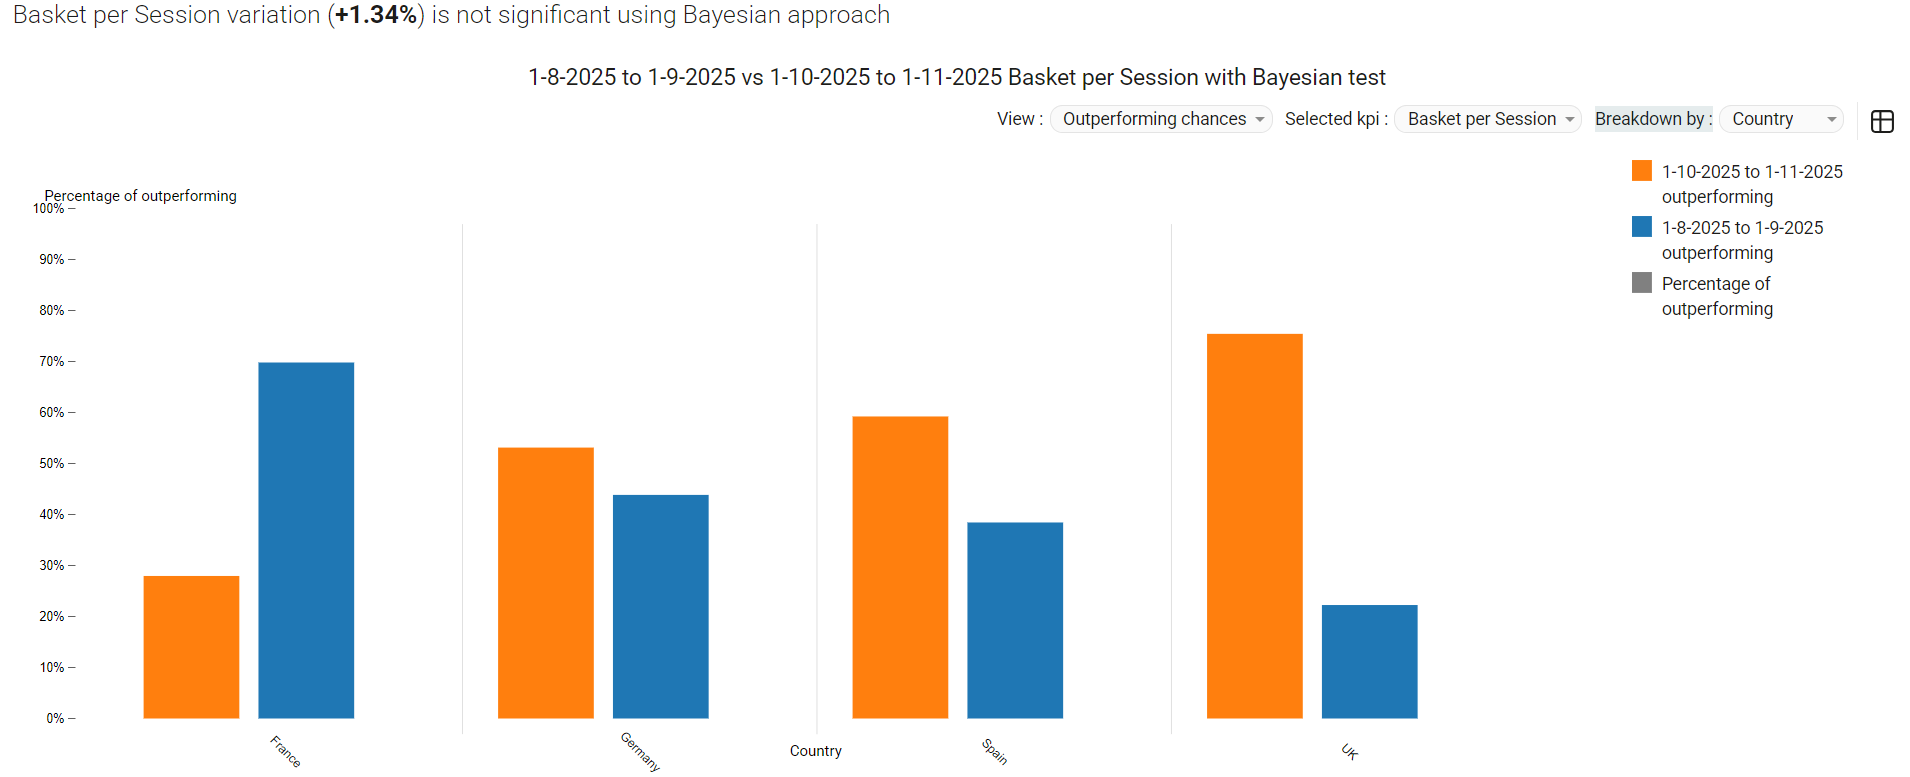 Basket per Session variation (+1.34%) is not significant using Bayesian approach
1-8-2025 to 1-9-2025 vs 1-10-2025 to 1-11-2025 Basket per Session with Bayesian test
View : Outperforming chances Selected kpi : Basket per Session Breakdown by : Country
1-10-2025 to 1-11-2025
outperforming
1-8-2025 to 1-9-2025
outperforming
Percentage of
outperforming
Percentage of outperforming
100%
90%
80%
70%
60%
50%
40%
30%
20%
10%
0%
France Germany Spain UK
Country